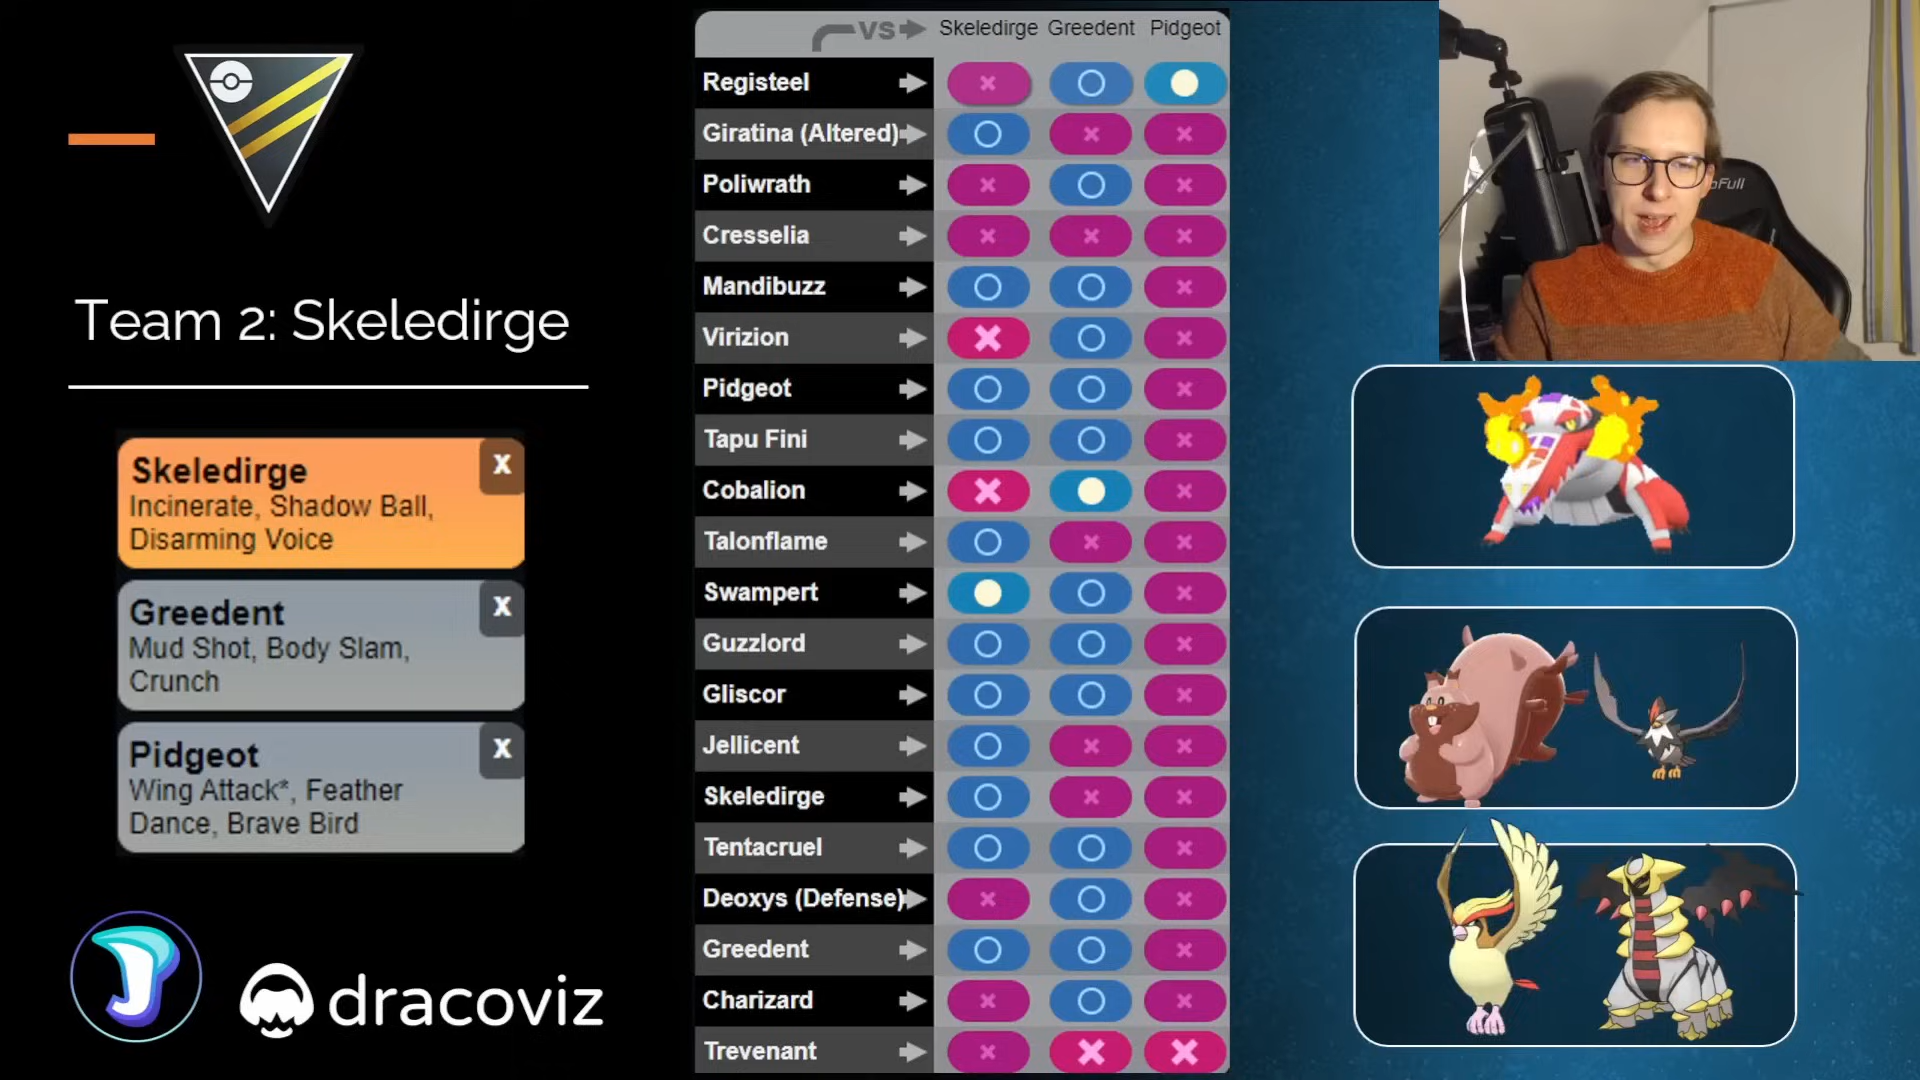 VS Skeledirge Greedent Pidgeot
Registeel
Giratina (Altered)
Poliwrath
Cresselia
Mandibuzz
Virizion
Pidgeot
Tapu Fini
Cobalion
Talonflame
Swampert
Guzzlord
Gliscor
Jellicent
Skeledirge
Tentacruel
Deoxys (Defense)
Greedent
Charizard
Trevenant
Team 2: Skeledirge
Skeledirge X
Incinerate, Shadow Ball,
Disarming Voice
Greedent X
Mud Shot, Body Slam,
Crunch
Pidgeot X
Wing Attack*, Feather
Dance, Brave Bird
dracoviz